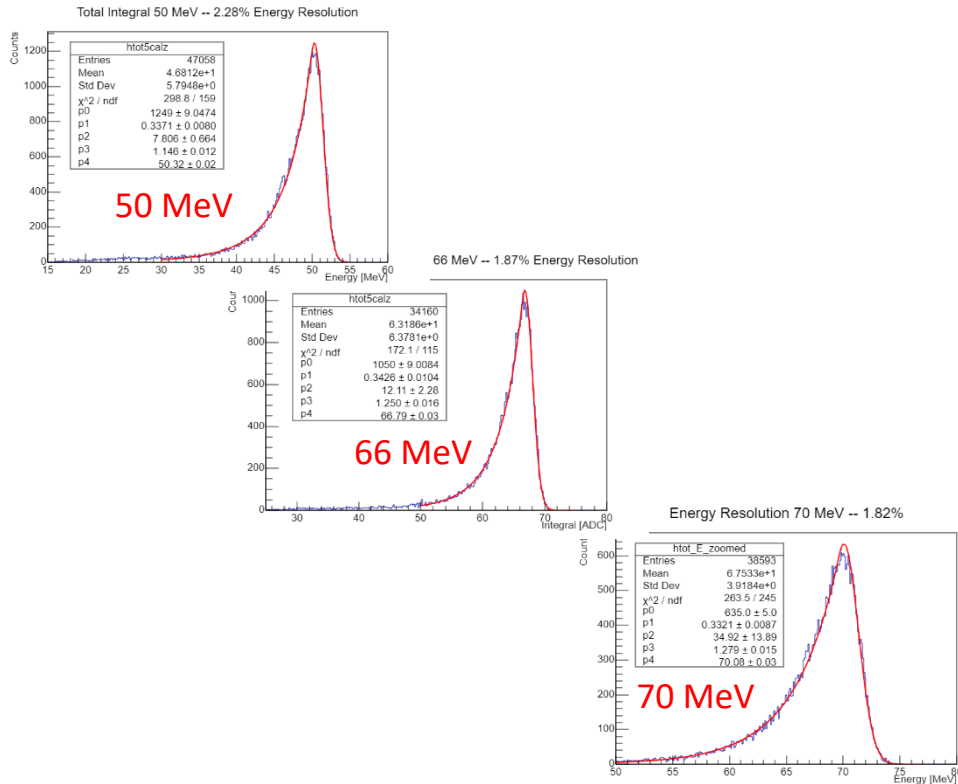 Total Integral 50 MeV -- 2.28% Energy Resolution
Counts
htot5calz
Entries 47058
Mean 4.6812e+1
Std Dev 5.7948e+0
χ^2 / ndf 298.8 / 159
p0 1249 ± 9.0474
p1 0.3371 ± 0.0080
p2 7.806 ± 0.664
p3 1.146 ± 0.012
p4 50.32 ± 0.02
1200
1000
800
600
400
200
0
50 MeV
15 20 25 30 35 40 45 50 55 60
Energy [MeV]
66 MeV -- 1.87% Energy Resolution
Cour
htot5calz
Entries 34160
Mean 6.3186e+1
Std Dev 6.3781e+0
χ^2 / ndf 172.1 / 115
p0 1050 ± 9.0084
p1 0.3426 ± 0.0104
p2 12.11 ± 2.28
p3 1.250 ± 0.016
p4 66.79 ± 0.03
1000
800
600
400
200
0
66 MeV
30 40 50 60 70 80
Integral [ADC]
Energy Resolution 70 MeV -- 1.82%
Count
htot_E_zoomed
Entries 38593
Mean 6.7533e+1
Std Dev 3.9184e+0
χ^2 / ndf 263.5 / 245
p0 635.0 ± 5.0
p1 0.3321 ± 0.0087
p2 34.92 ± 13.89
p3 1.279 ± 0.015
p4 70.08 ± 0.03
600
500
400
300
200
100
0
70 MeV
50 55 60 65 70 75
Energy [MeV]